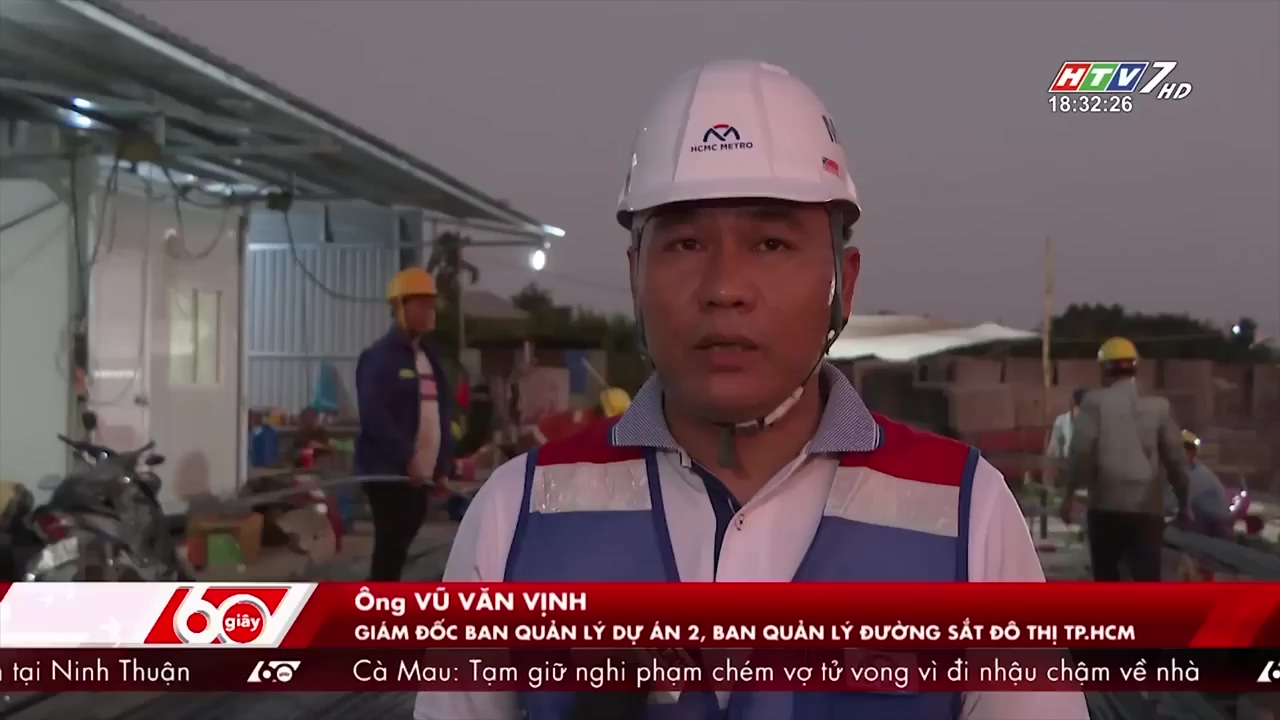 HTV7 HD
18:32:26
HCMC METRO
60 giây
Ông VŨ VĂN VỊNH
GIÁM ĐỐC BAN QUẢN LÝ DỰ ÁN 2, BAN QUẢN LÝ ĐƯỜNG SẮT ĐÔ THỊ TP.HCM
tại Ninh Thuận 60 giây Cà Mau: Tạm giữ nghi phạm chém vợ tử vong vì đi nhậu chậm về nhà